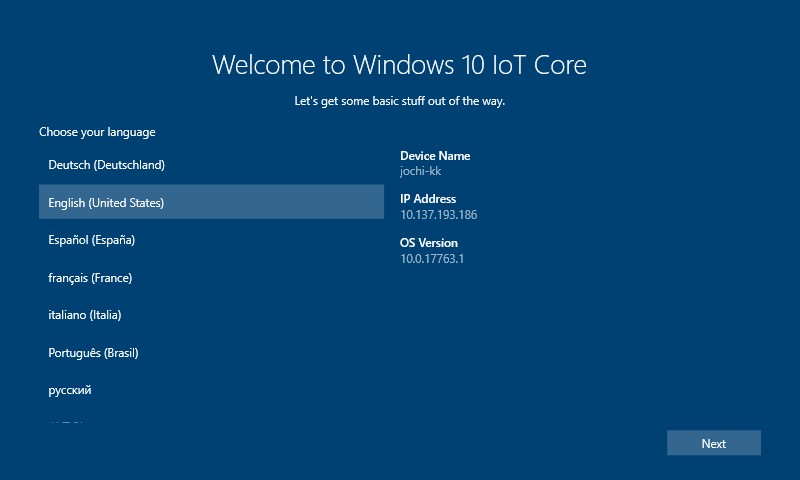 Welcome to Windows 10 IoT Core
Let's get some basic stuff out of the way.
Choose your language
Deutsch (Deutschland)
English (United States)
Español (España)
français (France)
italiano (Italia)
Português (Brasil)
русский
Device Name
jochi-kk
IP Address
10.137.193.186
OS Version
10.0.17763.1
Next